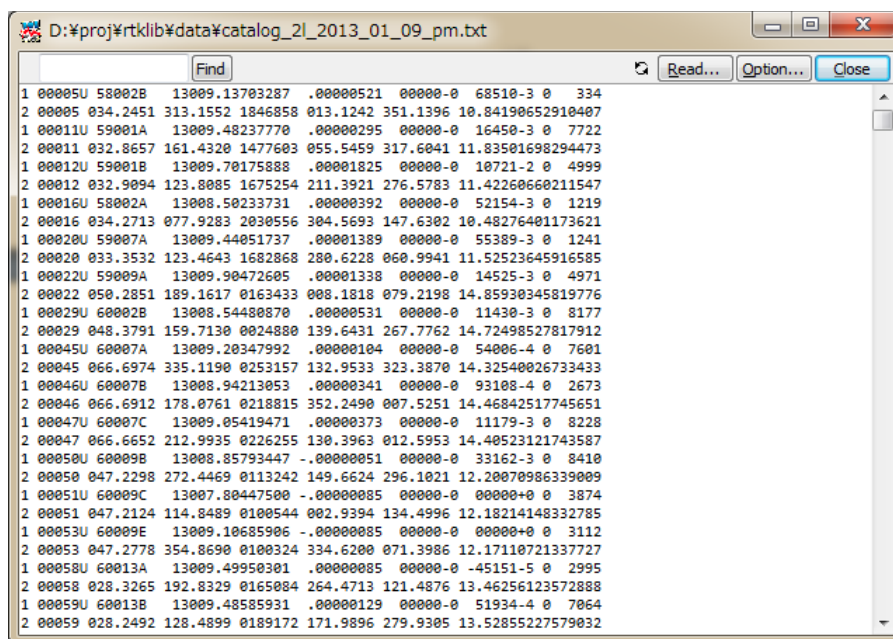 D:¥proj¥rtklib¥data¥catalog_2l_2013_01_09_pm.txt
Find Read... Option... Close
1 00005U 58002B   13009.13703287  .00000521  00000-0  68510-3 0   334
2 00005 034.2451 313.1552 1846858 013.1242 351.1396 10.84190652910407
1 00011U 59001A   13009.48237770  .00000295  00000-0  16450-3 0  7722
2 00011 032.8657 161.4320 1477603 055.5459 317.6041 11.83501698294473
1 00012U 59001B   13009.70175888  .00001825  00000-0  10721-2 0  4999
2 00012 032.9094 123.8085 1675254 211.3921 276.5783 11.42260660211547
1 00016U 58002A   13008.50233731  .00000392  00000-0  52154-3 0  1219
2 00016 034.2713 077.9283 2030556 304.5693 147.6302 10.48276401173621
1 00020U 59007A   13009.44051737  .00001389  00000-0  55389-3 0  1241
2 00020 033.3532 123.4643 1682868 280.6228 060.9941 11.52523645916585
1 00022U 59009A   13009.90472605  .00001338  00000-0  14525-3 0  4971
2 00022 050.2851 189.1617 0163433 008.1818 079.2198 14.85930345819776
1 00029U 60002B   13008.54480870  .00000531  00000-0  11430-3 0  8177
2 00029 048.3791 159.7130 0024880 139.6431 267.7762 14.72498527817912
1 00045U 60007A   13009.20347992  .00000104  00000-0  54006-4 0  7601
2 00045 066.6974 335.1190 0253157 132.9533 323.3870 14.32540026733433
1 00046U 60007B   13008.94213053  .00000341  00000-0  93108-4 0  2673
2 00046 066.6912 178.0761 0218815 352.2490 007.5251 14.46842517745651
1 00047U 60007C   13009.05419471  .00000373  00000-0  11179-3 0  8228
2 00047 066.6652 212.9935 0226255 130.3963 012.5953 14.40523121743587
1 00050U 60009B   13008.85793447 -.00000051  00000-0  33162-3 0  8410
2 00050 047.2298 272.4469 0113242 149.6624 296.1021 12.20070986339009
1 00051U 60009C   13007.80447500 -.00000085  00000-0  00000+0 0  3874
2 00051 047.2124 114.8489 0100544 002.9394 134.4996 12.18214148332785
1 00053U 60009E   13009.10685906 -.00000085  00000-0  00000+0 0  3112
2 00053 047.2778 354.8690 0100324 334.6200 071.3986 12.17110721337727
1 00058U 60013A   13009.49950301  .00000085  00000-0 -45151-5 0  2995
2 00058 028.3265 192.8329 0165084 264.4713 121.4876 13.46256123572888
1 00059U 60013B   13009.48585931  .00000129  00000-0  51934-4 0  7064
2 00059 028.2492 128.4899 0189172 171.9896 279.9305 13.52855227579032